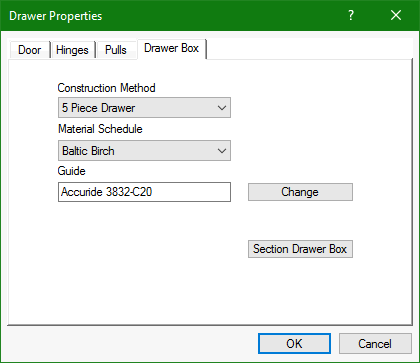 Drawer Properties
?
Door Hinges Pulls Drawer Box
Construction Method
5 Piece Drawer
Material Schedule
Baltic Birch
Guide
Accuride 3832-C20 Change
Section Drawer Box
OK Cancel